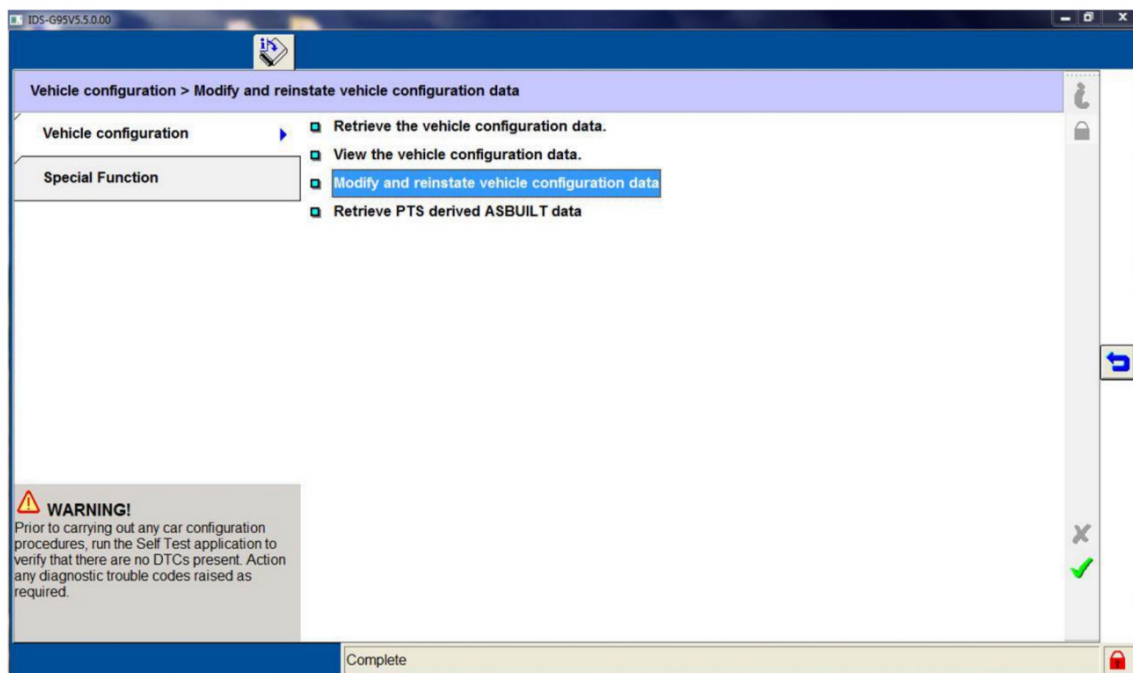 IDS-G95V5.5.0.00
Vehicle configuration > Modify and reinstate vehicle configuration data
Vehicle configuration
Special Function
Retrieve the vehicle configuration data.
View the vehicle configuration data.
Modify and reinstate vehicle configuration data
Retrieve PTS derived ASBUILT data
WARNING!
Prior to carrying out any car configuration
procedures, run the Self Test application to
verify that there are no DTCs present. Action
any diagnostic trouble codes raised as
required.
Complete